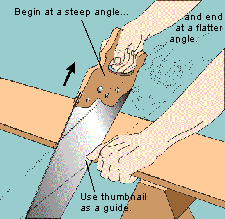 Begin at a steep angle...
and end
at a flatter
angle.
Use thumbnail
as a guide.